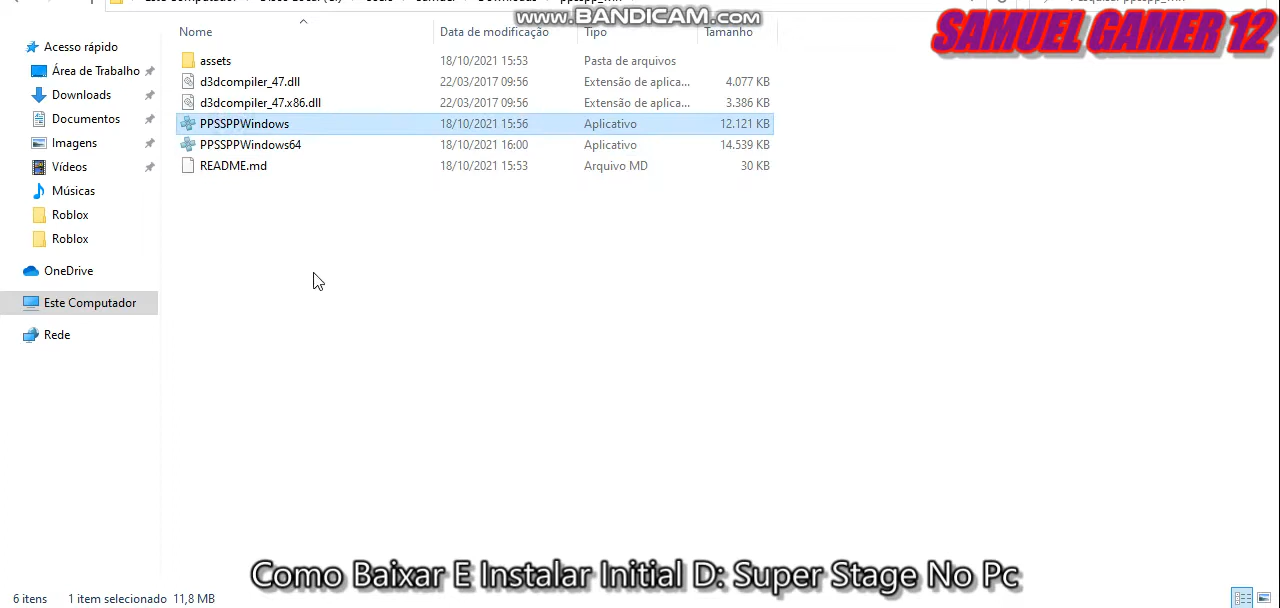 www.BANDICAM.com
SAMUEL GAMER 12
Nome
Data de modificação
Tipo
Tamanho
assets
18/10/2021 15:53
Pasta de arquivos
d3dcompiler_47.dll
22/03/2017 09:56
Extensão de aplica...
4.077 KB
d3dcompiler_47.x86.dll
22/03/2017 09:56
Extensão de aplica...
3.386 KB
PPSSPPWindows
18/10/2021 15:56
Aplicativo
12.121 KB
PPSSPPWindows64
18/10/2021 16:00
Aplicativo
14.539 KB
README.md
18/10/2021 15:53
Arquivo MD
30 KB
Acesso rápido
Área de Trabalho
Downloads
Documentos
Imagens
Vídeos
Músicas
Roblox
Roblox
OneDrive
Este Computador
Rede
Como Baixar E Instalar Initial D: Super Stage No Pc
6 itens
1 item selecionado 11,8 MB